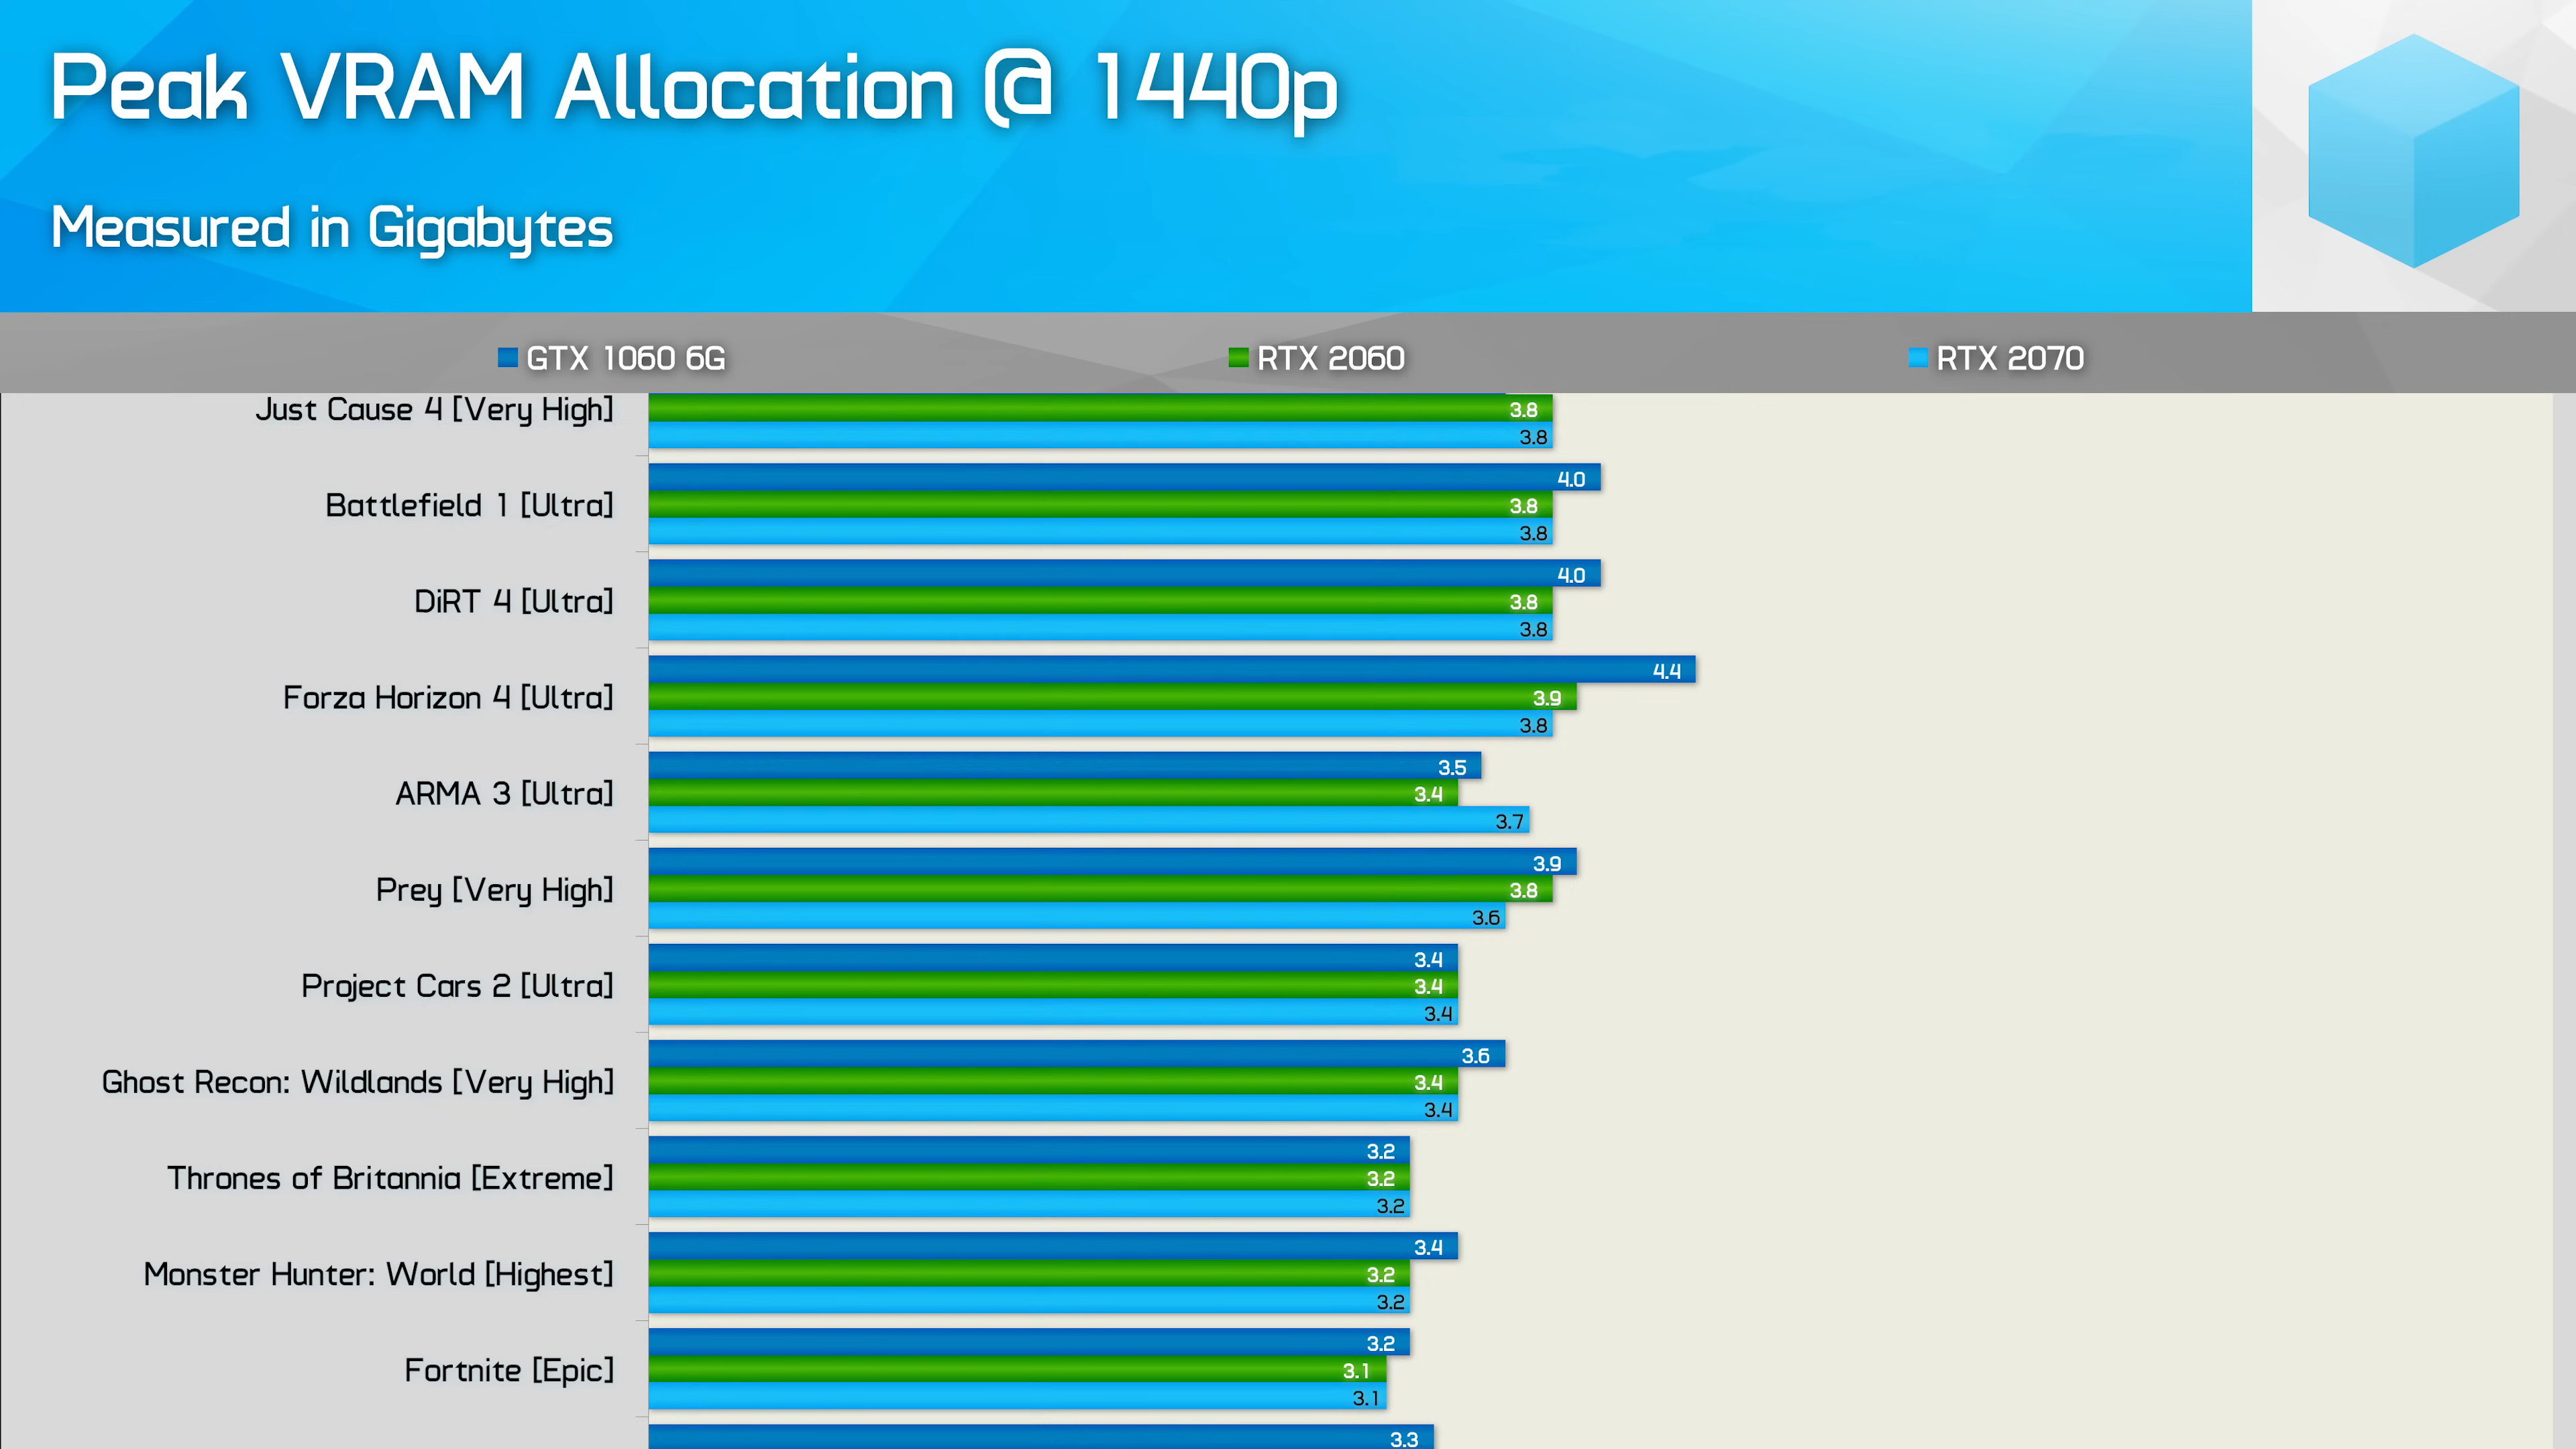 Peak VRAM Allocation @ 1440p
Measured in Gigabytes
GTX 1060 6G RTX 2060 RTX 2070
Just Cause 4 [Very High]
3.8
3.8
Battlefield 1 [Ultra]
4.0
3.8
3.8
DiRT 4 [Ultra]
4.0
3.8
3.8
Forza Horizon 4 [Ultra]
4.4
3.9
3.8
ARMA 3 [Ultra]
3.5
3.4
3.7
Prey [Very High]
3.9
3.8
3.6
Project Cars 2 [Ultra]
3.4
3.4
3.4
Ghost Recon: Wildlands [Very High]
3.6
3.4
3.4
Thrones of Britannia [Extreme]
3.2
3.2
3.2
Monster Hunter: World [Highest]
3.4
3.2
3.2
Fortnite [Epic]
3.2
3.1
3.1
3.3